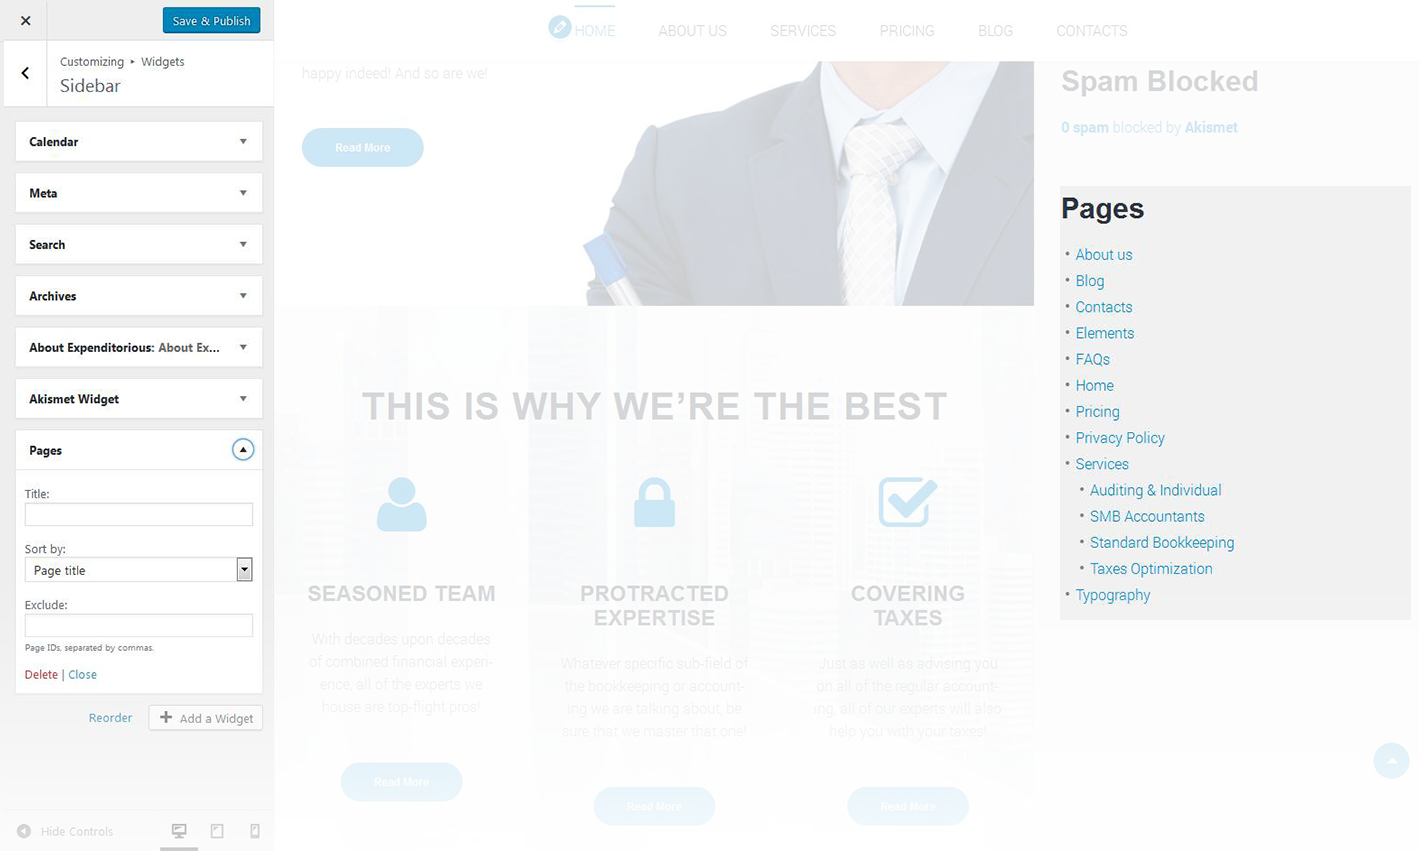 Save & Publish
Customizing ▸ Widgets
Sidebar
Calendar
Meta
Search
Archives
About Expenditorious: About Ex...
Akismet Widget
Pages
Title:
Sort by:
Page title
Exclude:
Page IDs, separated by commas.
Delete | Close
Reorder
Add a Widget
Hide Controls
HOME
ABOUT US
SERVICES
PRICING
BLOG
CONTACTS
happy indeed! And so are we!
Read More
THIS IS WHY WE’RE THE BEST
SEASONED TEAM
With decades upon decades
of combined financial expen-
ence, all of the experts we
house are top-flight pros!
Read More
PROTRACTED
EXPERTISE
Whatever specific sub-field of
the bookkeeping or account-
ing we are talking about, be
sure that we master that one!
Read More
COVERING
TAXES
Just as well as advising you
on all of the regular account-
ing, all of our experts will also
help you with your taxes!
Read More
Spam Blocked
0 spam blocked by Akismet
Pages
• About us
• Blog
• Contacts
• Elements
• FAQs
• Home
• Pricing
• Privacy Policy
• Services
• Auditing & Individual
• SMB Accountants
• Standard Bookkeeping
• Taxes Optimization
• Typography